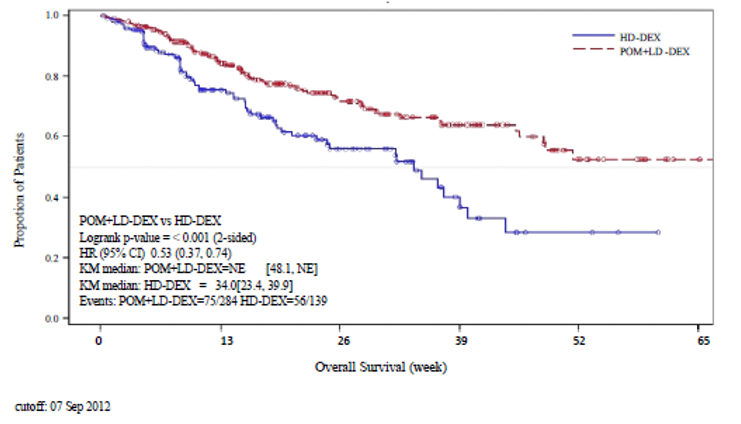 1.0
0.8
0.6
0.4
0.2
0.0
Propotion of Patients
HD-DEX
POM+LD -DEX
POM+LD-DEX vs HD-DEX
Logrank p-value = < 0.001 (2-sided)
HR (95% CI) 0.53 (0.37, 0.74)
KM median: POM+LD-DEX=NE [48.1, NE]
KM median: HD-DEX = 34.0[23.4, 39.9]
Events: POM+LD-DEX=75/284 HD-DEX=56/139
0 13 26 39 52 65
Overall Survival (week)
cutoff: 07 Sep 2012